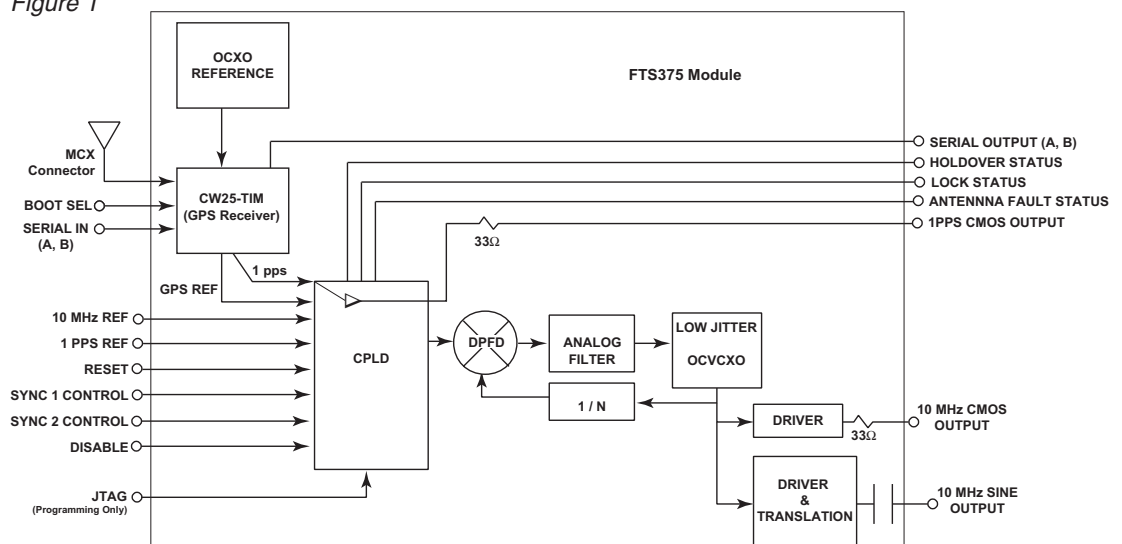 Figure 1
OCXO
REFERENCE
FTS375 Module
MCX
Connector
SERIAL OUTPUT (A, B)
HOLDOVER STATUS
LOCK STATUS
ANTENNNA FAULT STATUS
1PPS CMOS OUTPUT
CW25-TIM
(GPS Receiver)
BOOT SEL
SERIAL IN
(A, B)
33Ω
1 pps
GPS REF
10 MHz REF
1 PPS REF
RESET
SYNC 1 CONTROL
SYNC 2 CONTROL
DISABLE
JTAG
(Programming Only)
CPLD
DPFD
ANALOG
FILTER
LOW JITTER
OCVCXO
1 / N
DRIVER
33Ω
10 MHz CMOS
OUTPUT
DRIVER
&
TRANSLATION
10 MHz SINE
OUTPUT